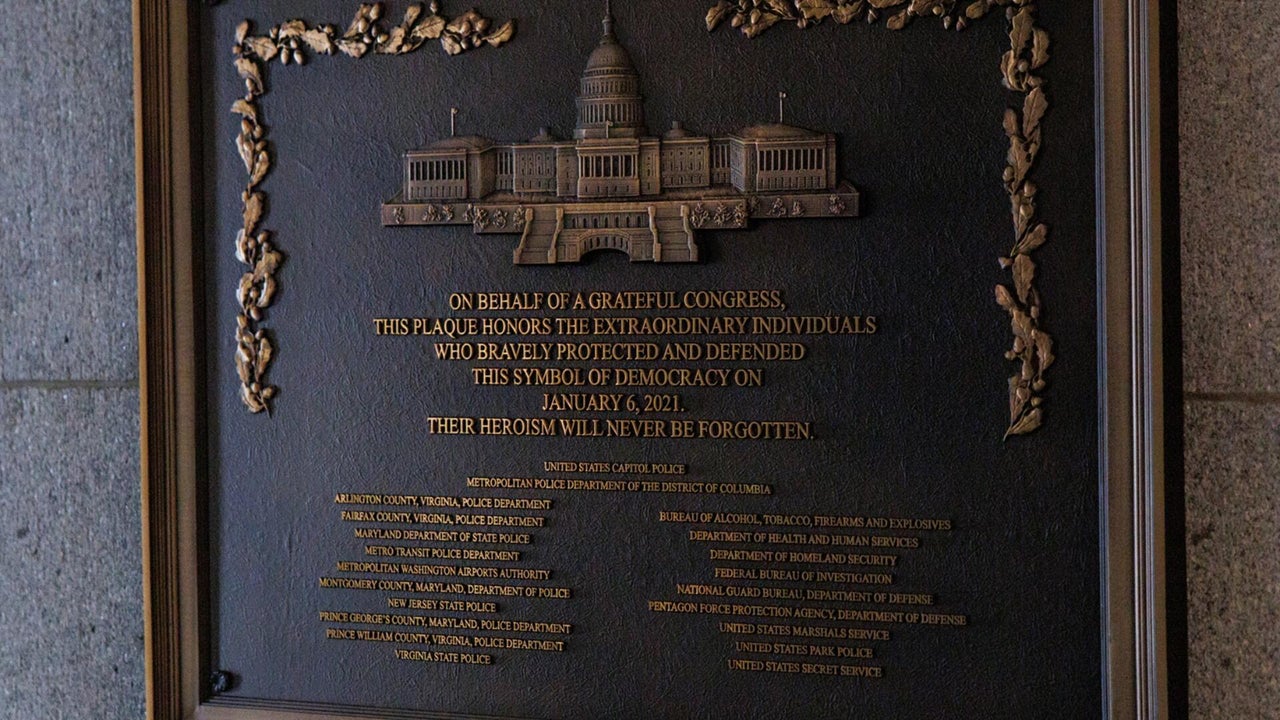 ON BEHALF OF A GRATEFUL CONGRESS,
THIS PLAQUE HONORS THE EXTRAORDINARY INDIVIDUALS
WHO BRAVELY PROTECTED AND DEFENDED
THIS SYMBOL OF DEMOCRACY ON
JANUARY 6, 2021.
THEIR HEROISM WILL NEVER BE FORGOTTEN.
UNITED STATES CAPITOL POLICE
METROPOLITAN POLICE DEPARTMENT OF THE DISTRICT OF COLUMBIA
ARLINGTON COUNTY, VIRGINIA, POLICE DEPARTMENT
FAIRFAX COUNTY, VIRGINIA, POLICE DEPARTMENT
MARYLAND DEPARTMENT OF STATE POLICE
METRO TRANSIT POLICE DEPARTMENT
METROPOLITAN WASHINGTON AIRPORTS AUTHORITY
MONTGOMERY COUNTY, MARYLAND, DEPARTMENT OF POLICE
NEW JERSEY STATE POLICE
PRINCE GEORGE'S COUNTY, MARYLAND, POLICE DEPARTMENT
PRINCE WILLIAM COUNTY, VIRGINIA, POLICE DEPARTMENT
VIRGINIA STATE POLICE
BUREAU OF ALCOHOL, TOBACCO, FIREARMS AND EXPLOSIVES
DEPARTMENT OF HEALTH AND HUMAN SERVICES
DEPARTMENT OF HOMELAND SECURITY
FEDERAL BUREAU OF INVESTIGATION
NATIONAL GUARD BUREAU, DEPARTMENT OF DEFENSE
PENTAGON FORCE PROTECTION AGENCY, DEPARTMENT OF DEFENSE
UNITED STATES MARSHALS SERVICE
UNITED STATES PARK POLICE
UNITED STATES SECRET SERVICE